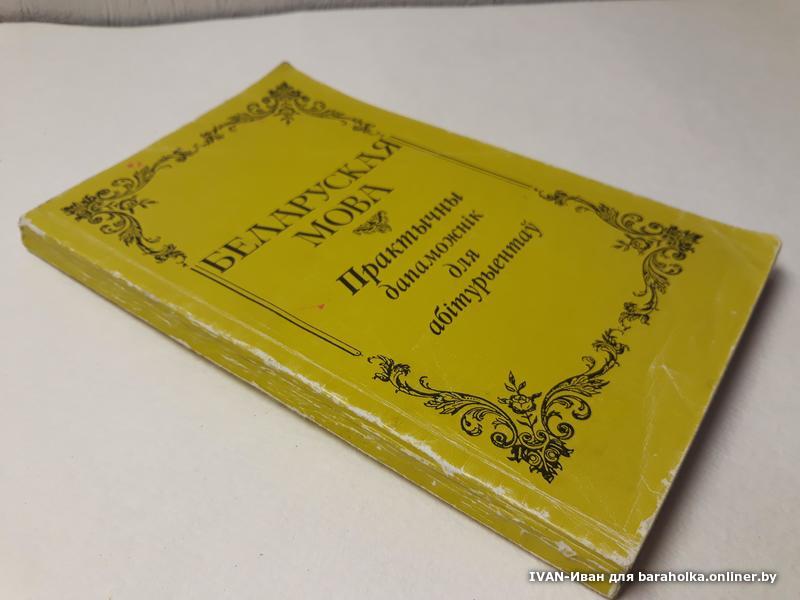 БЕЛАРУСКАЯ
МОВА
Практычны
дапаможнік
для
абітурыентаў
IVAN-Иван для baraholka.onliner.by